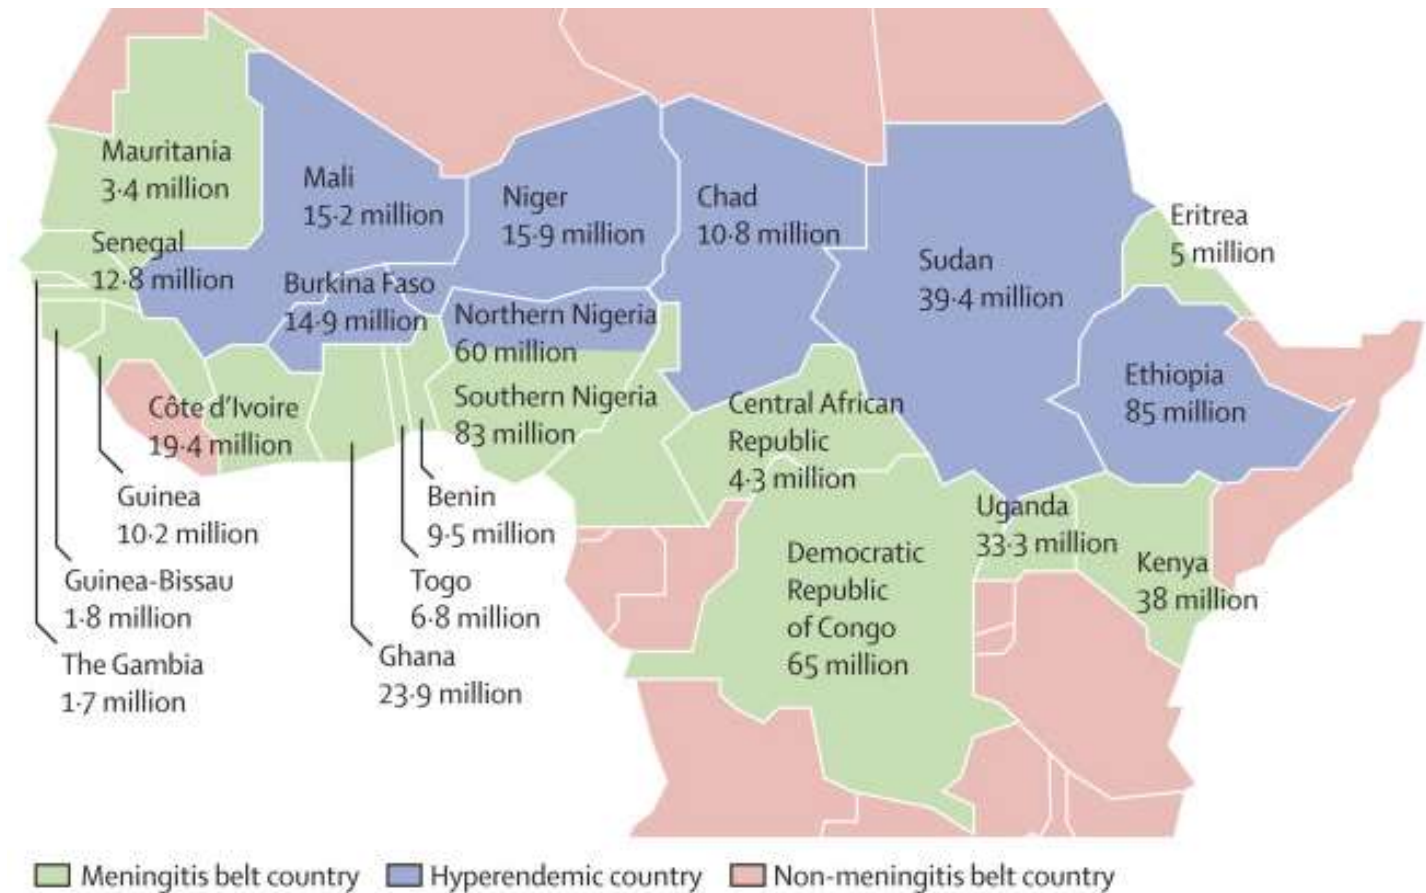 Mauritania
3·4 million
Mali
15·2 million
Niger
15·9 million
Chad
10·8 million
Eritrea
5 million
Senegal
12·8 million
Sudan
39·4 million
Burkina Faso
14·9 million
Northern Nigeria
60 million
Ethiopia
85 million
Côte d'Ivoire
19·4 million
Southern Nigeria
83 million
Central African
Republic
4·3 million
Guinea
10·2 million
Benin
9·5 million
Uganda
33·3 million
Democratic
Republic
of Congo
65 million
Kenya
38 million
Guinea-Bissau
1·8 million
Togo
6·8 million
The Gambia
1·7 million
Ghana
23·9 million
Meningitis belt country
Hyperendemic country
Non-meningitis belt country